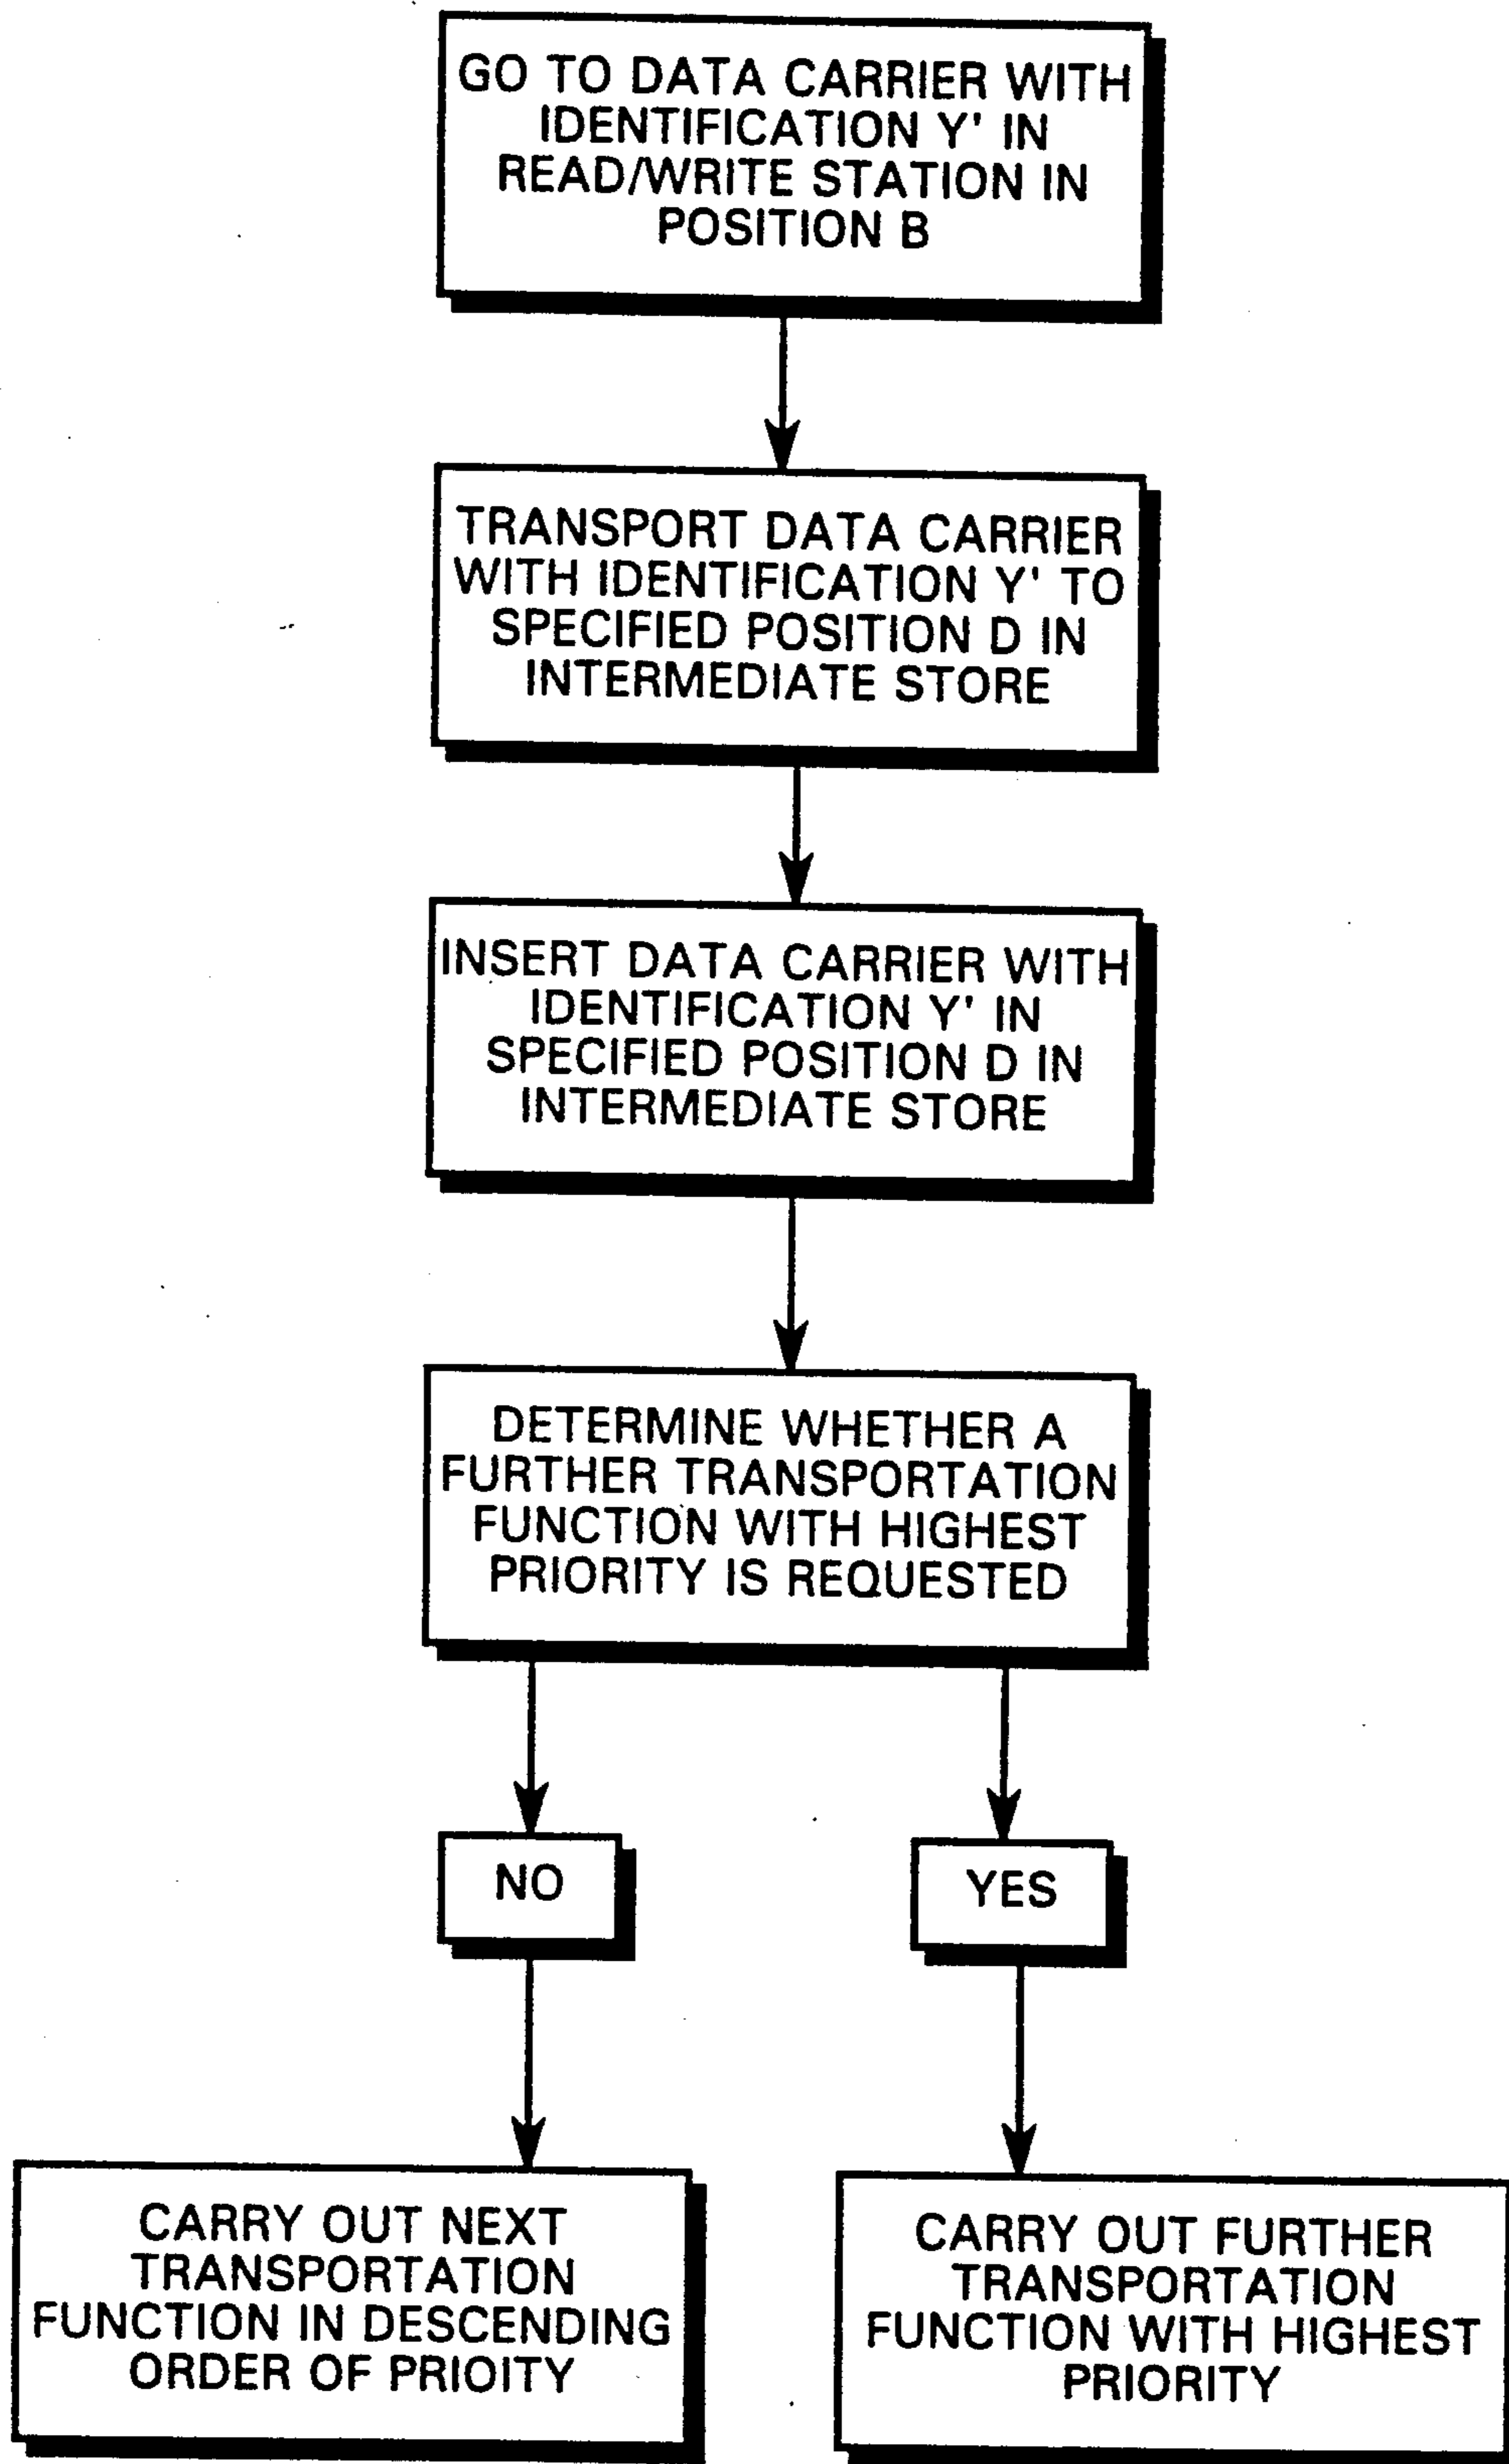 GO TO DATA CARRIER WITH
IDENTIFICATION Y' IN
READ/WRITE STATION IN
POSITION B
TRANSPORT DATA CARRIER
WITH IDENTIFICATION Y' TO
SPECIFIED POSITION D IN
INTERMEDIATE STORE
INSERT DATA CARRIER WITH
IDENTIFICATION Y' IN
SPECIFIED POSITION D IN
INTERMEDIATE STORE
DETERMINE WHETHER A
FURTHER TRANSPORTATION
FUNCTION WITH HIGHEST
PRIORITY IS REQUESTED
NO
YES
CARRY OUT NEXT
TRANSPORTATION
FUNCTION IN DESCENDING
ORDER OF PRIOITY
CARRY OUT FURTHER
TRANSPORTATION
FUNCTION WITH HIGHEST
PRIORITY